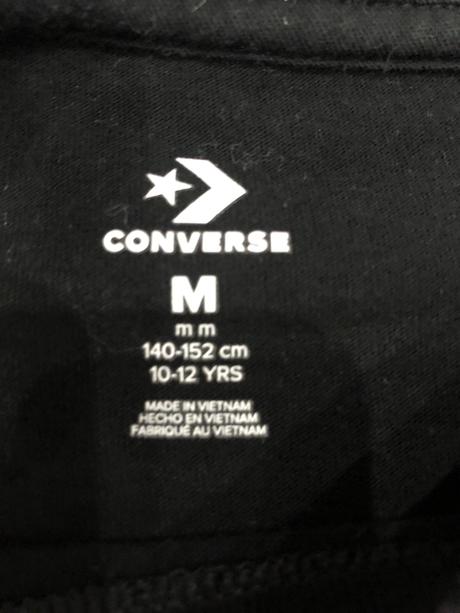 CONVERSE
M
m m
140-152 cm
10-12 YRS
MADE IN VIETNAM
HECHO EN VIETNAM
FABRIQUÉ AU VIETNAM